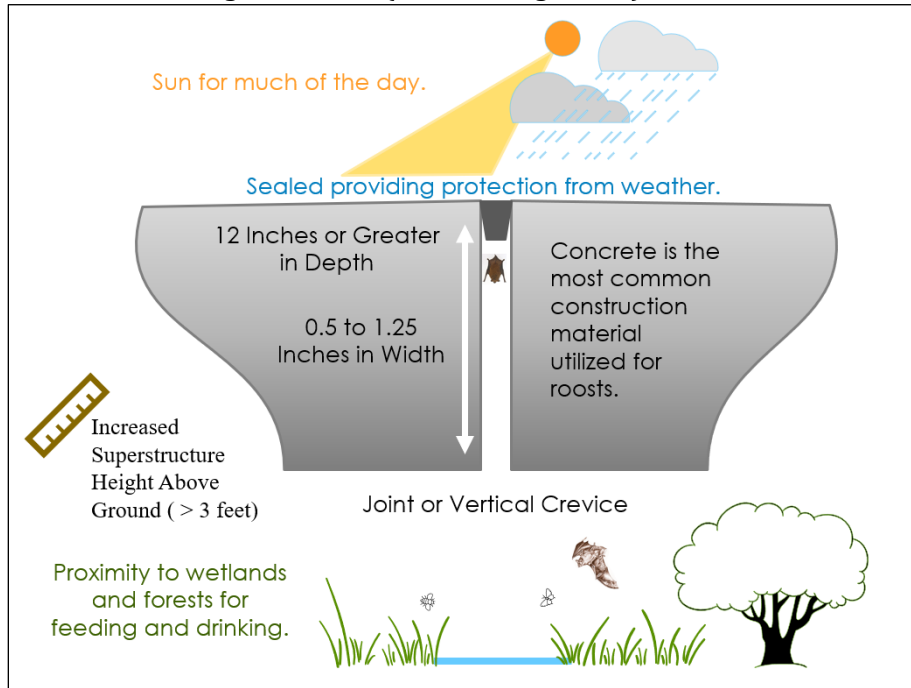 Sun for much of the day.
Sealed providing protection from weather.
12 Inches or Greater
in Depth
0.5 to 1.25
Inches in Width
Concrete is the
most common
construction
material
utilized for
roosts.
Increased
Superstructure
Height Above
Ground ( > 3 feet)
Joint or Vertical Crevice
Proximity to wetlands
and forests for
feeding and drinking.